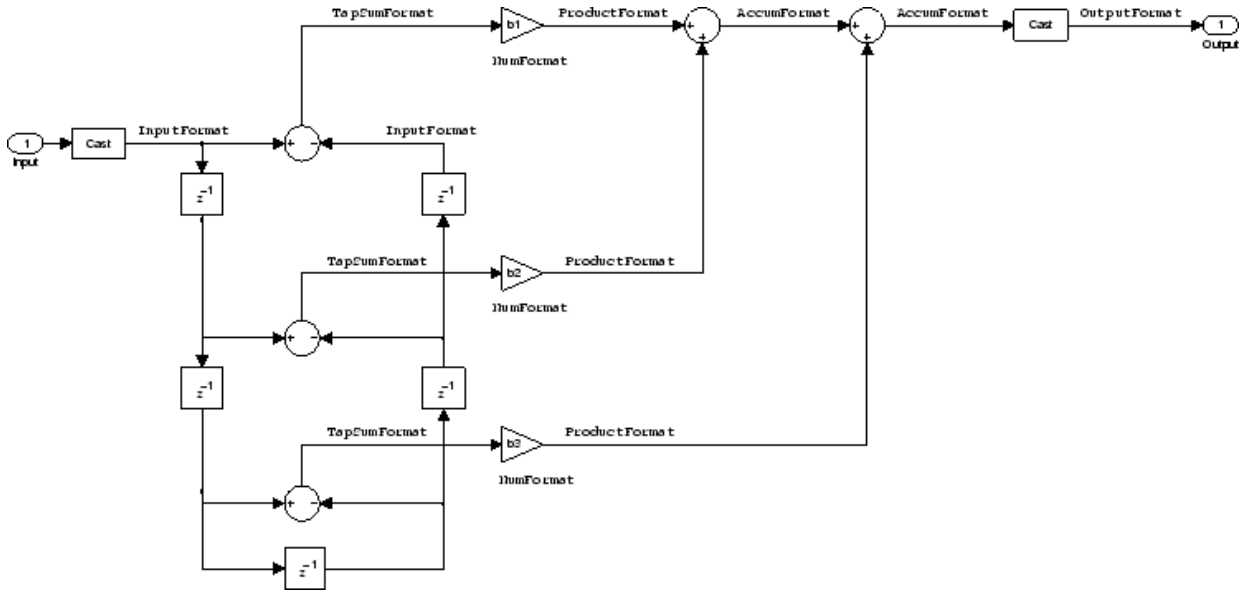 TapSumFormat
b1
ProductFormat
+
+
AccumFormat
+
+
AccumFormat
Cast
OutputFormat
1
Output
NumFormat
1
Input
Cast
InputFormat
+ -
InputFormat
z-1
z-1
TapSumFormat
b2
ProductFormat
NumFormat
+ -
z-1
z-1
TapSumFormat
b3
ProductFormat
NumFormat
+ -
z-1